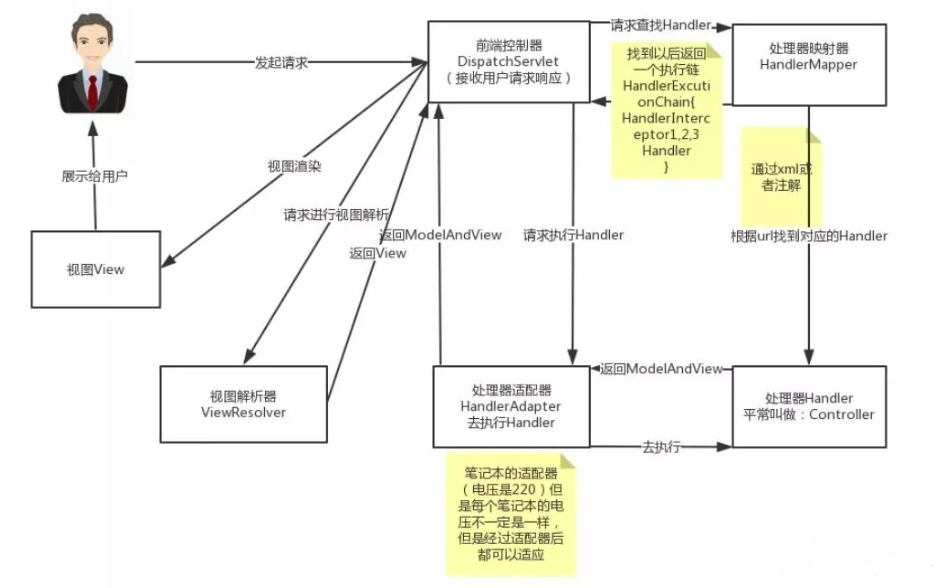 发起请求
前端控制器
DispatchServlet
（接收用户请求响应）
请求查找Handler
找到以后返回
一个执行链
HandlerExcuti
onChain{
HandlerInterc
eptor1,2,3
Handler
}
处理器映射器
HandlerMapper
通过xml或
者注解
根据url找到对应的Handler
展示给用户
视图渲染
请求进行视图解析
返回ModelAndView
返回View
请求执行Handler
视图View
视图解析器
ViewResolver
处理器适配器
HandlerAdapter
去执行Handler
返回ModelAndView
处理器Handler
平常叫做：Controller
去执行
笔记本的适配器
（电压是220）但
是每个笔记本的电
压不一定是一样，
但是经过适配器后
都可以适应